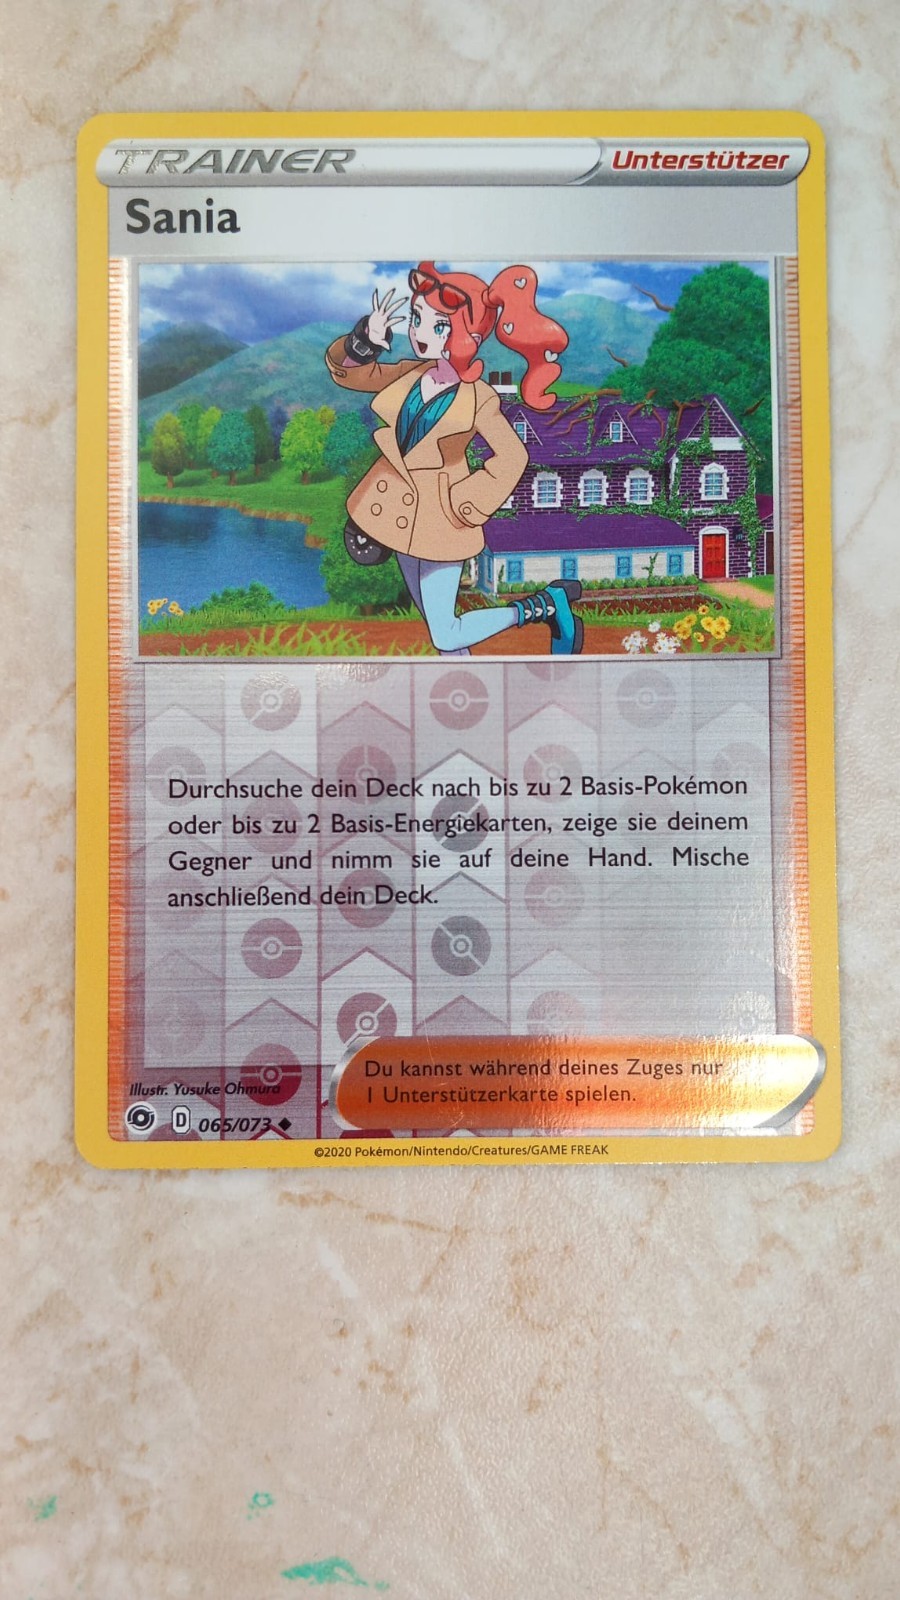 TRAINER
Unterstützer
Sania
Durchsuche dein Deck nach bis zu 2 Basis-Pokémon
oder bis zu 2 Basis-Energiekarten, zeige sie deinem
Gegner und nimm sie auf deine Hand. Mische
anschließend dein Deck.
Du kannst während deines Zuges nur
1 Unterstützerkarte spielen.
Illustr. Yusuke Ohmura
D 065/073
©2020 Pokémon/Nintendo/Creatures/GAME FREAK